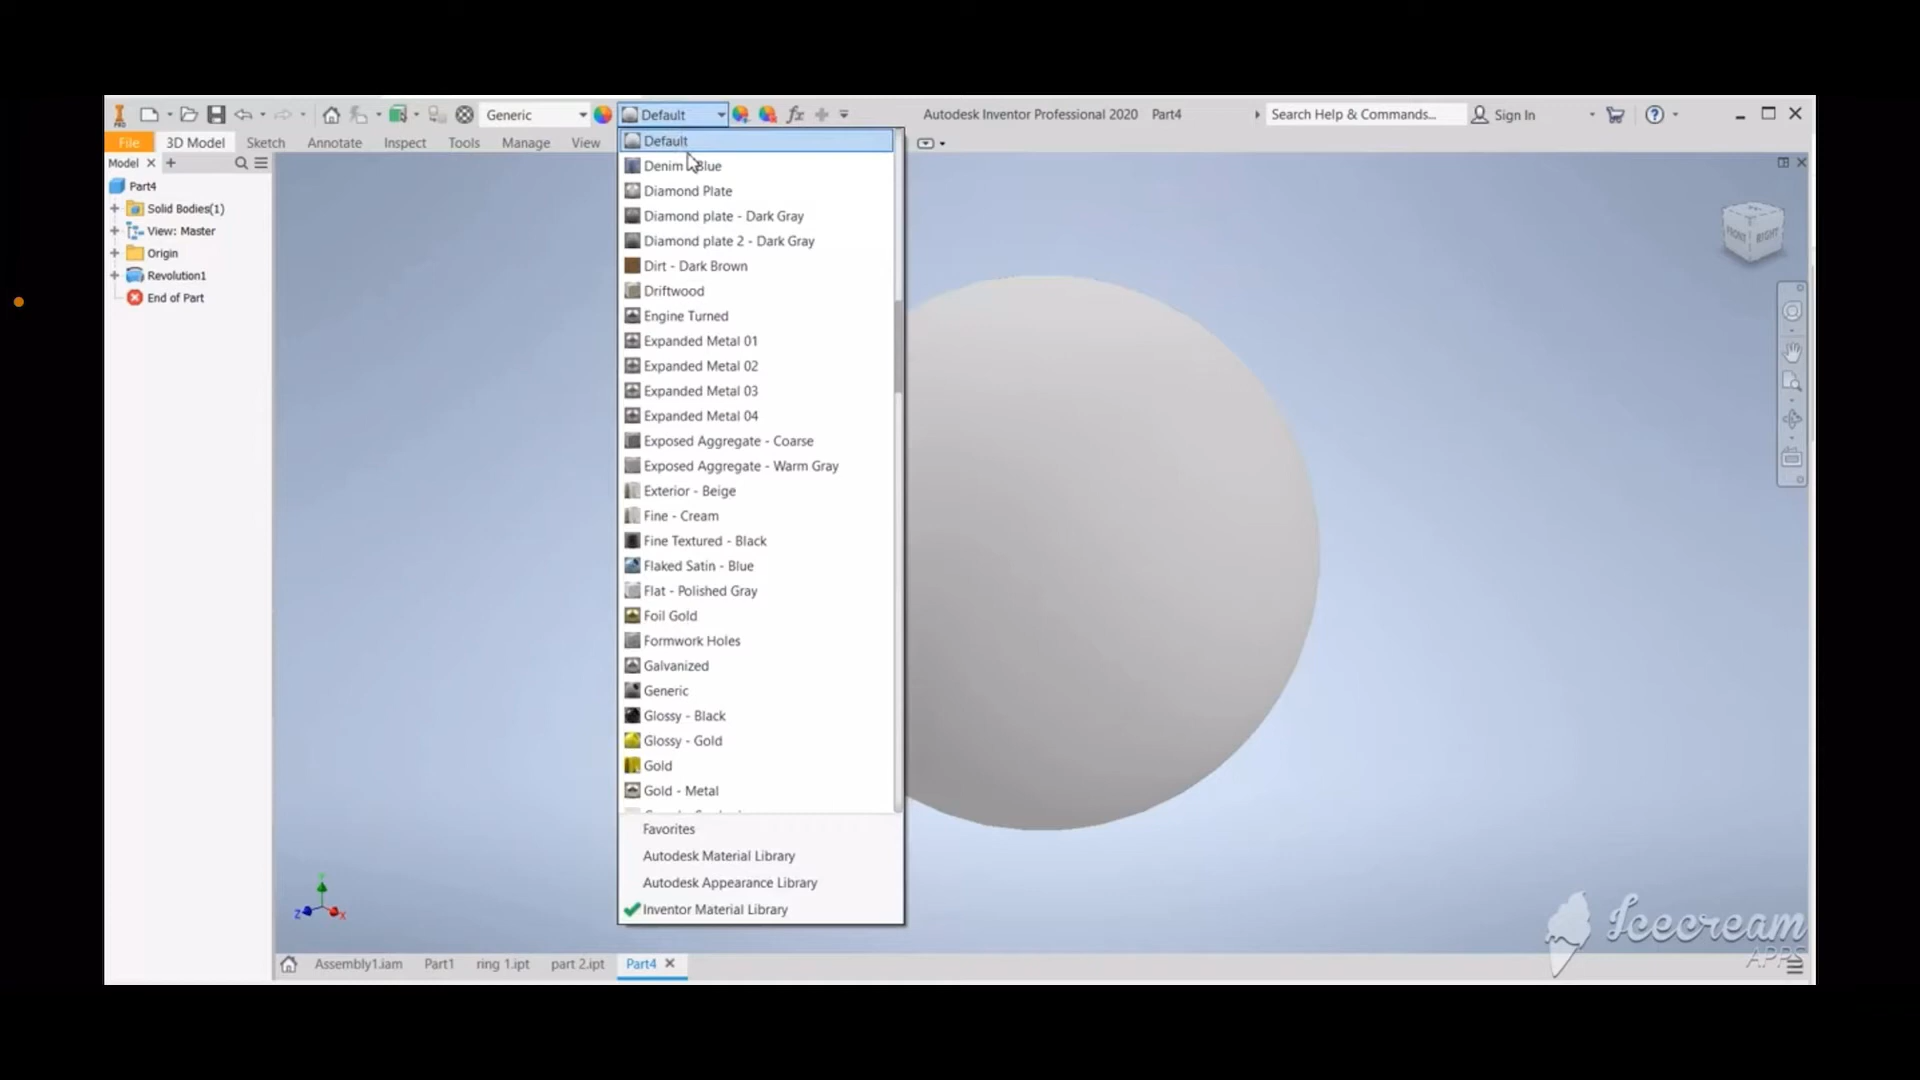 Generic
Default
Autodesk Inventor Professional 2020 Part4
Search Help & Commands...
Sign In
File
3D Model
Sketch
Annotate
Inspect
Tools
Manage
View
Model
Part4
Solid Bodies(1)
View: Master
Origin
Revolution1
End of Part
Default
Denim - Blue
Diamond Plate
Diamond plate - Dark Gray
Diamond plate 2 - Dark Gray
Dirt - Dark Brown
Driftwood
Engine Turned
Expanded Metal 01
Expanded Metal 02
Expanded Metal 03
Expanded Metal 04
Exposed Aggregate - Coarse
Exposed Aggregate - Warm Gray
Exterior - Beige
Fine - Cream
Fine Textured - Black
Flaked Satin - Blue
Flat - Polished Gray
Foil Gold
Formwork Holes
Galvanized
Generic
Glossy - Black
Glossy - Gold
Gold
Gold - Metal
Favorites
Autodesk Material Library
Autodesk Appearance Library
Inventor Material Library
FRONT
RIGHT
Y
Z
X
Icecream
APPS
Assembly1.iam
Part1
ring 1.ipt
part 2.ipt
Part4